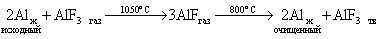 2Al ж + AlF3 газ 1050° C 3AlF газ 800° C 2Al ж + AlF3 тв
исходный очищенный